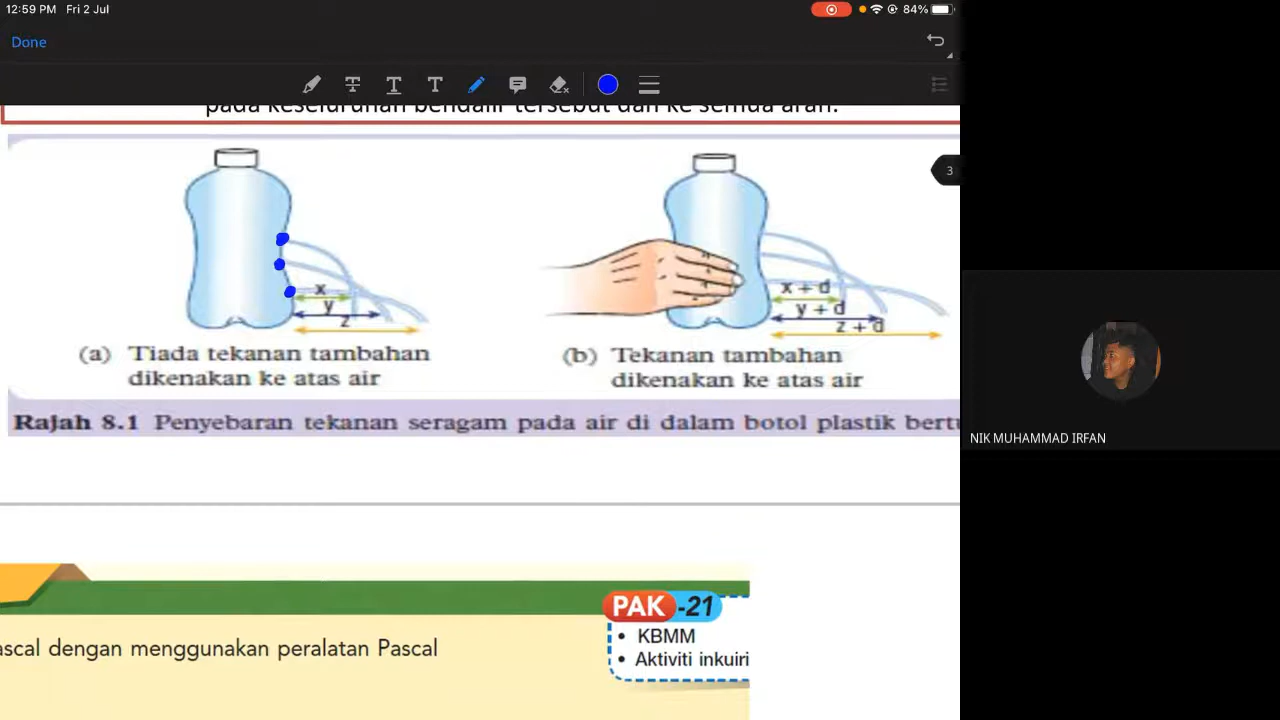 12:59 PM Fri 2 Jul
84%
Done
pada keseluruhan bendalir tersebut dan ke semua arah.
3
x
y
z
x + d
y + d
z + d
(a) Tiada tekanan tambahan
dikenakan ke atas air
(b) Tekanan tambahan
dikenakan ke atas air
Rajah 8.1 Penyebaran tekanan seragam pada air di dalam botol plastik bertu
NIK MUHAMMAD IRFAN
PAK -21
• KBMM
• Aktiviti inkuiri
ascal dengan menggunakan peralatan Pascal